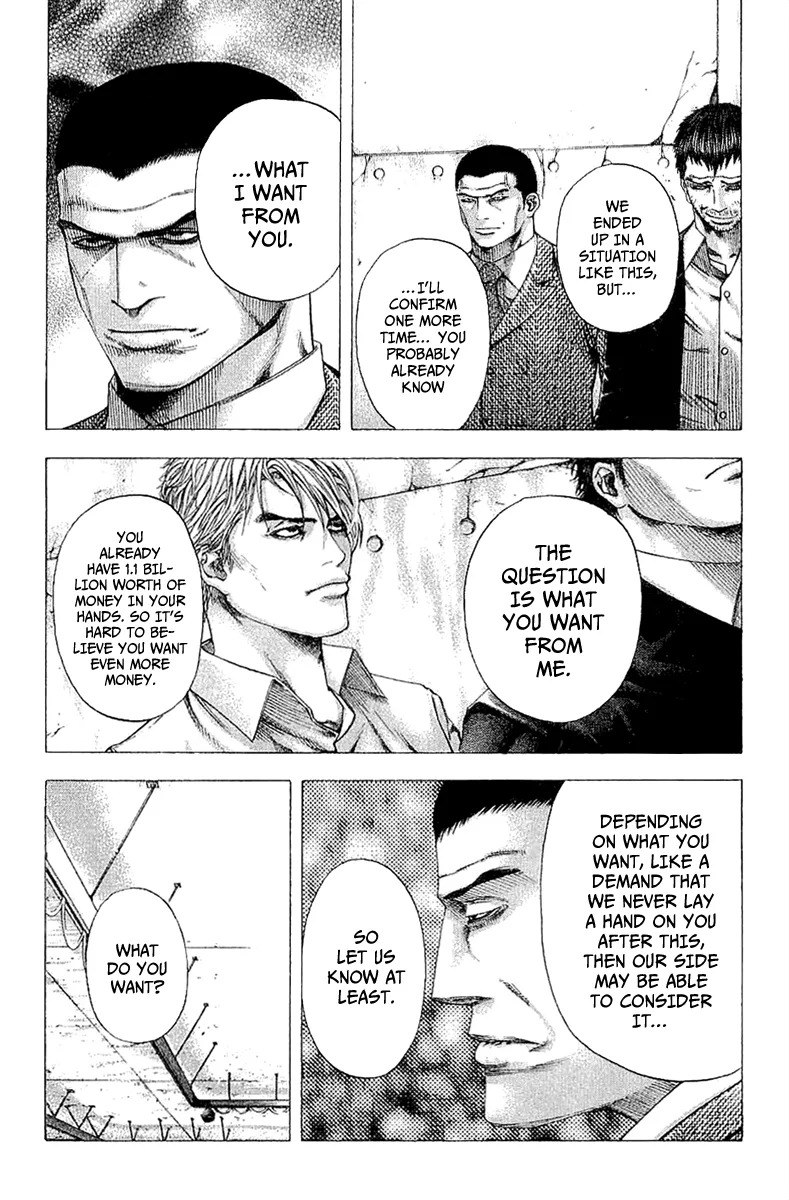 WE
ENDED
UP IN A
SITUATION
LIKE THIS,
BUT...
...I'LL
CONFIRM
ONE MORE
TIME... YOU
PROBABLY
ALREADY
KNOW
...WHAT
I WANT
FROM
YOU.
THE
QUESTION
IS WHAT
YOU WANT
FROM
ME.
YOU
ALREADY
HAVE 1.1 BIL-
LION WORTH OF
MONEY IN YOUR
HANDS. SO IT'S
HARD TO BE-
LIEVE YOU WANT
EVEN MORE
MONEY.
DEPENDING
ON WHAT YOU
WANT, LIKE A
DEMAND THAT
WE NEVER LAY
A HAND ON YOU
AFTER THIS,
THEN OUR SIDE
MAY BE ABLE
TO CONSIDER
IT...
SO
LET US
KNOW AT
LEAST.
WHAT
DO YOU
WANT?